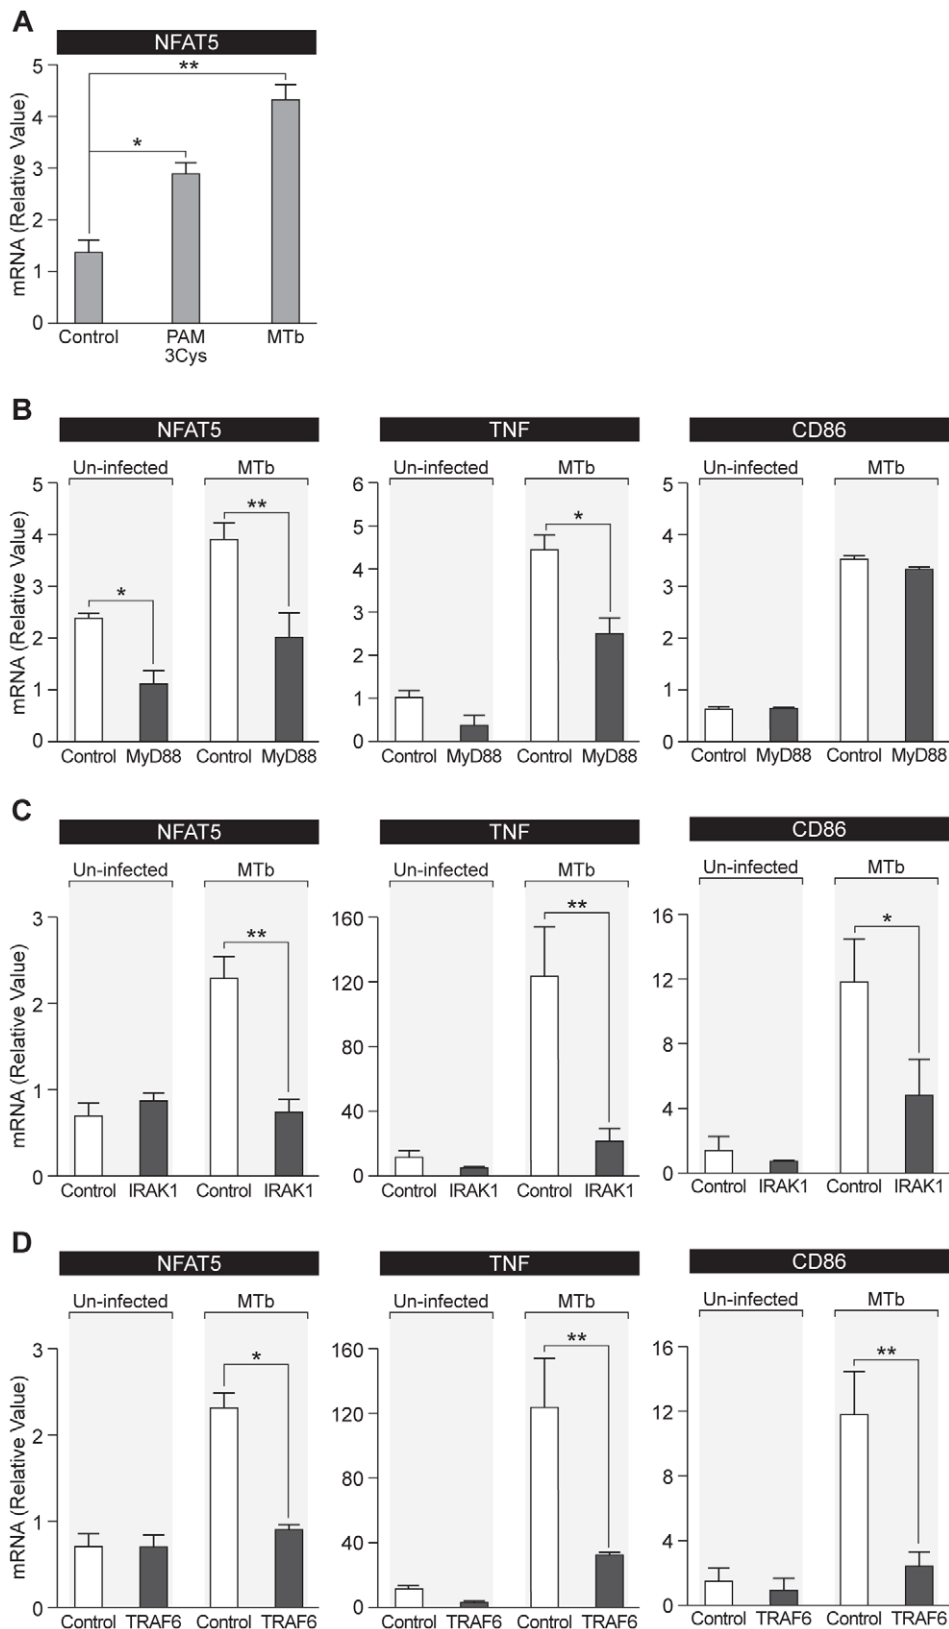 A
NFAT5
mRNA (Relative Value)
5
4
3
2
1
0
**
*
Control
PAM
3Cys
MTb
B
NFAT5
TNF
CD86
Un-infected
MTb
Un-infected
MTb
Un-infected
MTb
mRNA (Relative Value)
5
4
3
2
1
0
*
**
6
5
4
3
2
1
0
*
5
4
3
2
1
0
Control MyD88 Control MyD88
Control MyD88 Control MyD88
Control MyD88 Control MyD88
C
NFAT5
TNF
CD86
Un-infected
MTb
Un-infected
MTb
Un-infected
MTb
mRNA (Relative Value)
3
2
1
0
**
160
120
80
40
0
**
16
12
8
4
0
*
Control IRAK1 Control IRAK1
Control IRAK1 Control IRAK1
Control IRAK1 Control IRAK1
D
NFAT5
TNF
CD86
Un-infected
MTb
Un-infected
MTb
Un-infected
MTb
mRNA (Relative Value)
3
2
1
0
*
160
120
80
40
0
**
16
12
8
4
0
**
Control TRAF6 Control TRAF6
Control TRAF6 Control TRAF6
Control TRAF6 Control TRAF6